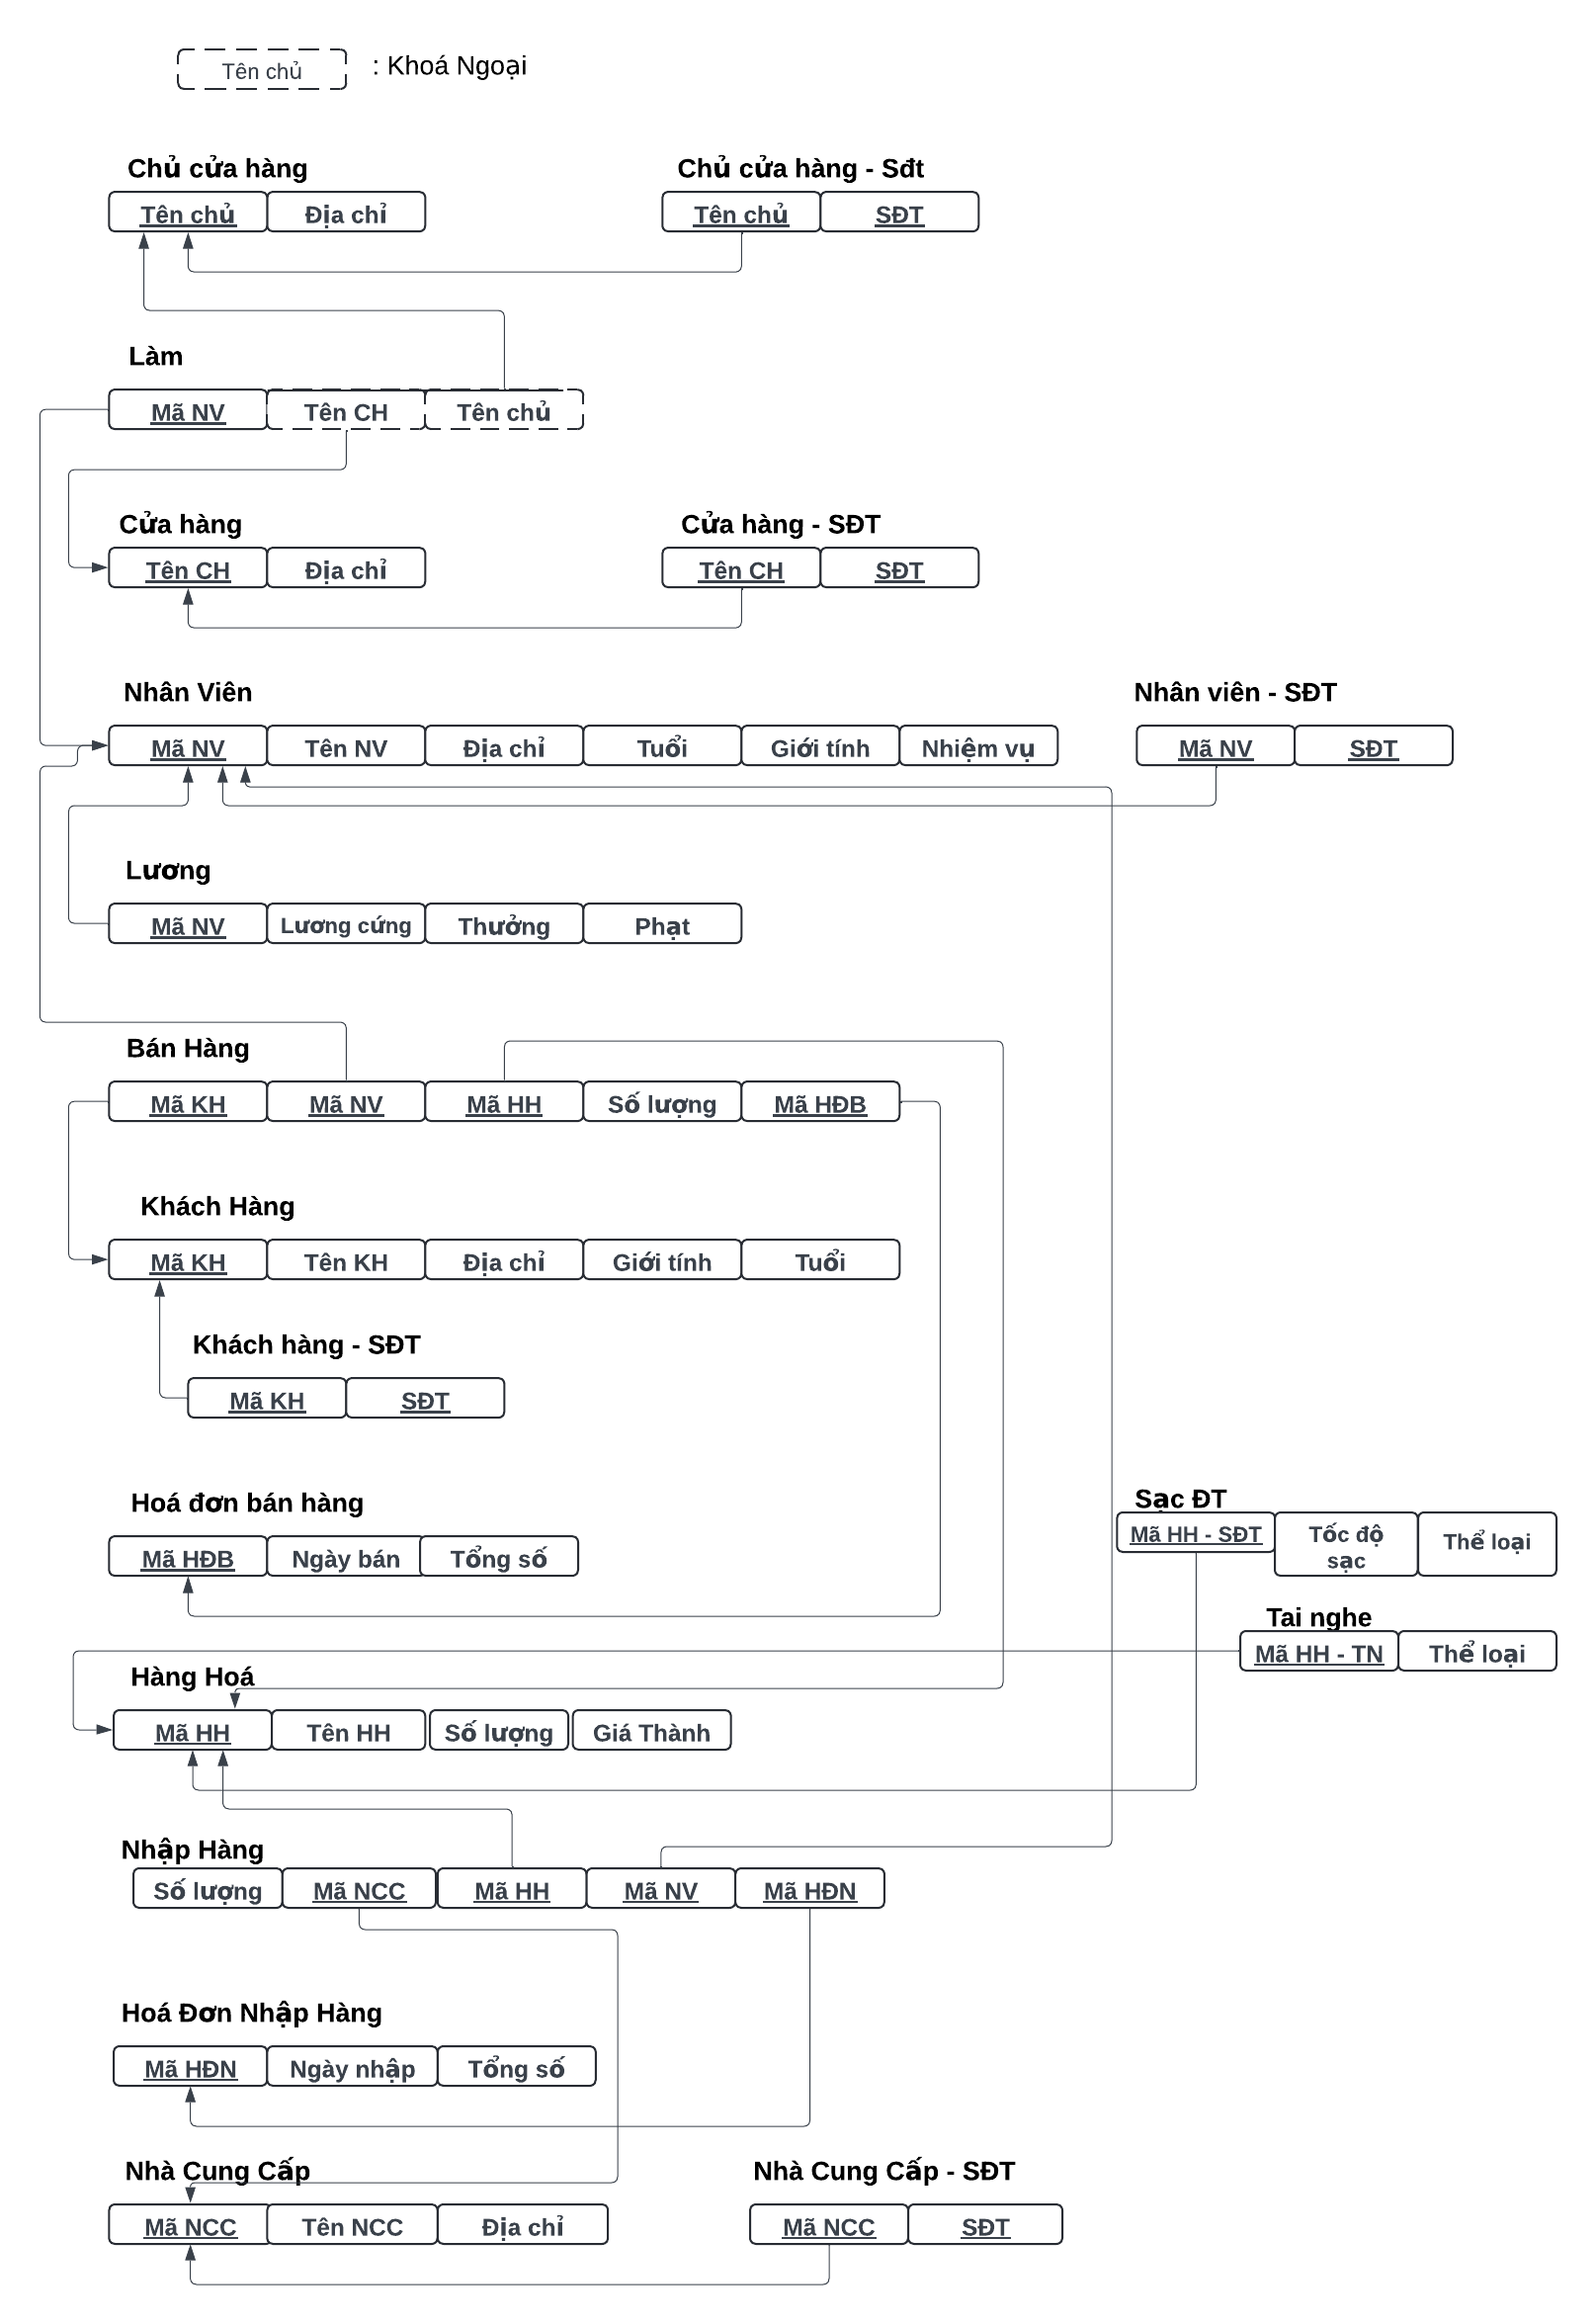 Tên chủ : Khoá Ngoại
Chủ cửa hàng
Tên chủ Địa chỉ
Chủ cửa hàng - Sđt
Tên chủ SĐT
Làm
Mã NV Tên CH Tên chủ
Cửa hàng
Tên CH Địa chỉ
Cửa hàng - SĐT
Tên CH SĐT
Nhân Viên
Mã NV Tên NV Địa chỉ Tuổi Giới tính Nhiệm vụ
Nhân viên - SĐT
Mã NV SĐT
Lương
Mã NV Lương cứng Thưởng Phạt
Bán Hàng
Mã KH Mã NV Mã HH Số lượng Mã HĐB
Khách Hàng
Mã KH Tên KH Địa chỉ Giới tính Tuổi
Khách hàng - SĐT
Mã KH SĐT
Hoá đơn bán hàng
Mã HĐB Ngày bán Tổng số
Sạc ĐT
Mã HH - SĐT Tốc độ
sạc
Thể loại
Tai nghe
Mã HH - TN Thể loại
Hàng Hoá
Mã HH Tên HH Số lượng Giá Thành
Nhập Hàng
Số lượng Mã NCC Mã HH Mã NV Mã HĐN
Hoá Đơn Nhập Hàng
Mã HĐN Ngày nhập Tổng số
Nhà Cung Cấp
Mã NCC Tên NCC Địa chỉ
Nhà Cung Cấp - SĐT
Mã NCC SĐT